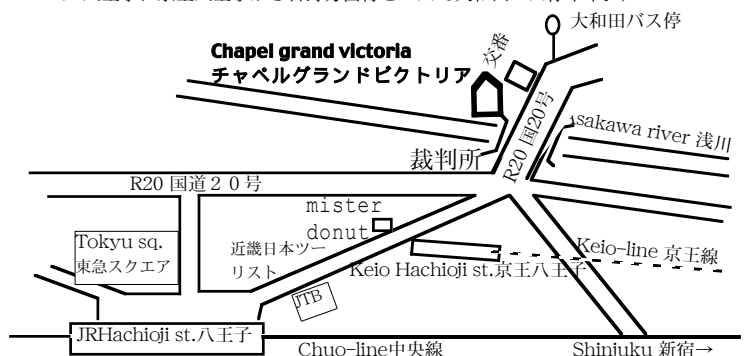 大和田バス停
Chapel grand victoria
チャペルグランドビクトリア
交番
R20 国20号
sakawa river 浅川
裁判所
R20 国道２０号
mister
donut
Tokyu sq.
東急スクエア
近畿日本ツー
リスト
Keio-line 京王線
Keio Hachioji st.京王八王子
JTB
JRHachioji st.八王子
Chuo-line中央線
Shinjuku 新宿→